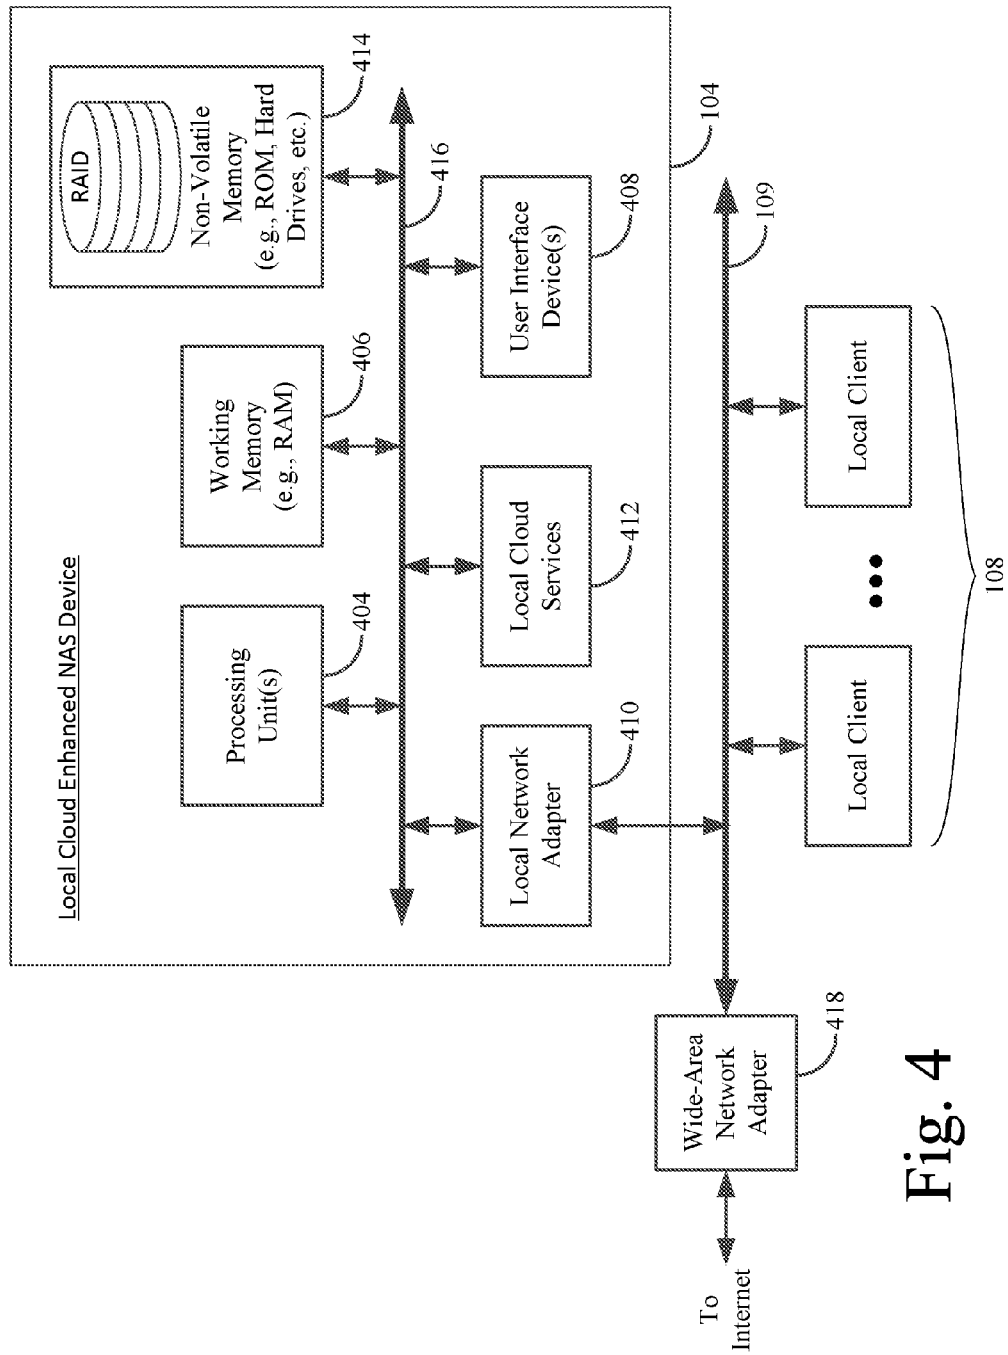 Local Cloud Enhanced NAS Device
Processing
Unit(s)
404
Working
Memory
(e.g., RAM)
406
RAID
Non-Volatile
Memory
(e.g., ROM, Hard
Drives, etc.)
414
416
Local Network
Adapter
410
Local Cloud
Services
412
User Interface
Device(s)
408
104
To
Internet
Wide-Area
Network
Adapter
418
109
Local Client
Local Client
108
Fig. 4